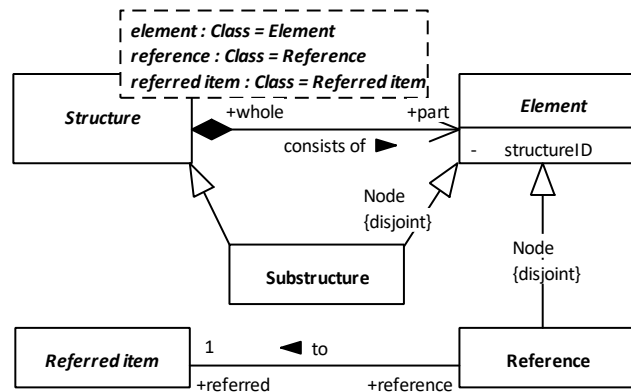 element : Class = Element
reference : Class = Reference
referred item : Class = Referred item
Structure
Element
+whole
+part
consists of
- structureID
Node
{disjoint}
Node
{disjoint}
Substructure
Referred item
1
to
Reference
+referred
+reference